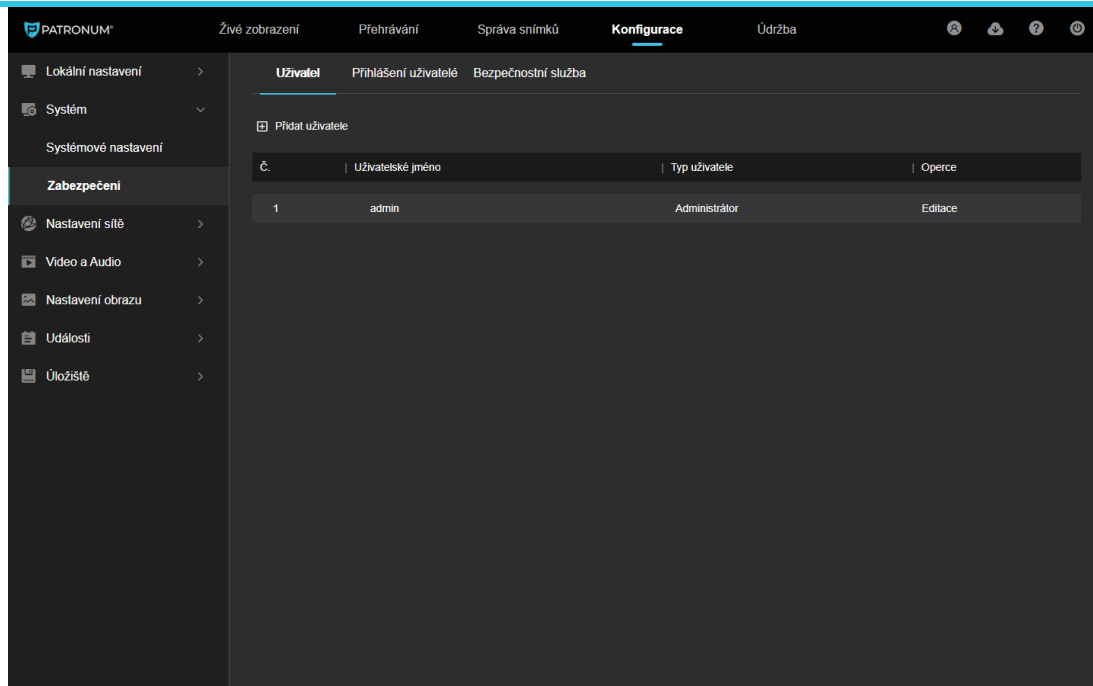 PATRONUM®
Živé zobrazení Přehrávání Správa snímků Konfigurace Údržba
Lokální nastavení
Systém
Systémové nastavení
Zabezpečení
Nastavení sítě
Video a Audio
Nastavení obrazu
Události
Úložiště
Uživatel Přihlášení uživatelé Bezpečnostní služba
Přidat uživatele
Č. | Uživatelské jméno | Typ uživatele | Operce
1 admin Administrátor Editace